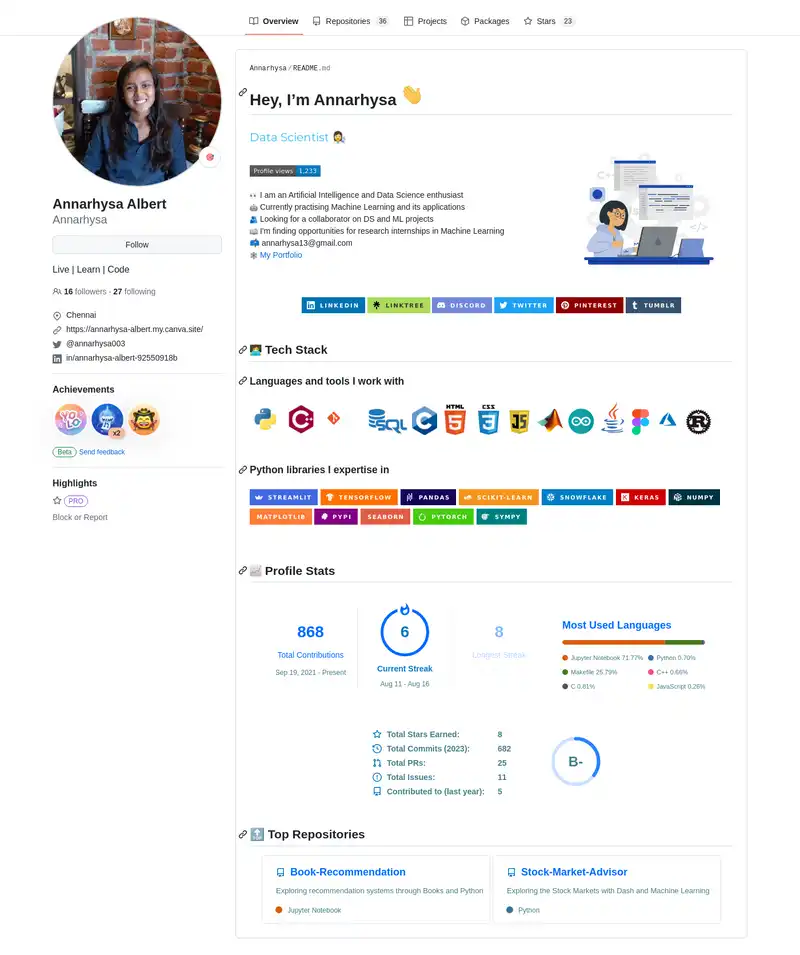 Overview Repositories 36 Projects Packages Stars 23
Annarhysa Albert
Annarhysa
Follow
Live | Learn | Code
16 followers · 27 following
Chennai
https://annarhysa-albert.my.canva.site/
@annarhysa003
in/annarhysa-albert-92550918b
Achievements
YOLO
x2
Beta Send feedback
Highlights
PRO
Block or Report
Annarhysa/README.md
Hey, I’m Annarhysa
Data Scientist
Profile views 1,233
I am an Artificial Intelligence and Data Science enthusiast
Currently practising Machine Learning and its applications
Looking for a collaborator on DS and ML projects
I'm finding opportunities for research internships in Machine Learning
annarhysa13@gmail.com
My Portfolio
LINKEDIN LINKTREE DISCORD TWITTER PINTEREST TUMBLR
Tech Stack
Languages and tools I work with
SQL C HTML 5 CSS 3 JS Java R
Python libraries I expertise in
STREAMLIT TENSORFLOW PANDAS SCIKIT-LEARN SNOWFLAKE KERAS NUMPY
MATPLOTLIB PYPI SEABORN PYTORCH SYMPY
Profile Stats
868
Total Contributions
Sep 19, 2021 - Present
6
Current Streak
Aug 11 - Aug 16
8
Longest Streak
Most Used Languages
Jupyter Notebook 71.77% Python 0.70%
Makefile 25.79% C++ 0.66%
C 0.81% JavaScript 0.26%
Total Stars Earned: 8
Total Commits (2023): 682
Total PRs: 25
Total Issues: 11
Contributed to (last year): 5
B-
Top Repositories
Book-Recommendation
Exploring recommendation systems through Books and Python
Jupyter Notebook
Stock-Market-Advisor
Exploring the Stock Markets with Dash and Machine Learning
Python